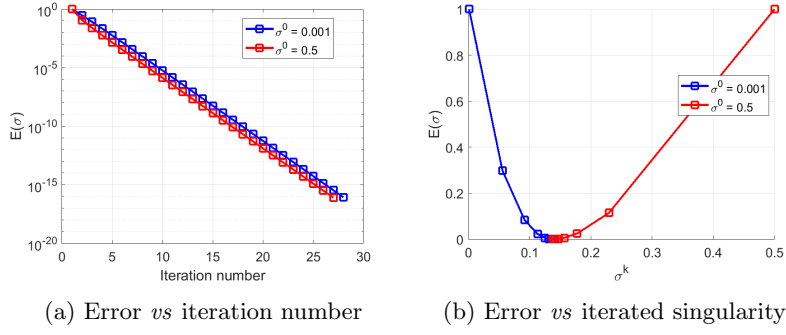 10^0
10^-5
10^-10
10^-15
10^-20
E(σ)
0 5 10 15 20 25 30
Iteration number
σ^0 = 0.001
σ^0 = 0.5
(a) Error vs iteration number
1
0.8
0.6
0.4
0.2
0
E(σ)
0 0.1 0.2 0.3 0.4 0.5
σ^k
σ^0 = 0.001
σ^0 = 0.5
(b) Error vs iterated singularity